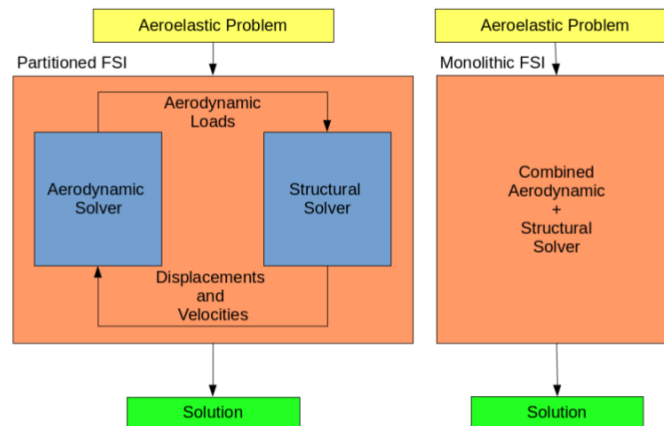 Aeroelastic Problem
Partitioned FSI
Aerodynamic
Loads
Aerodynamic
Solver
Structural
Solver
Displacements
and
Velocities
Solution
Aeroelastic Problem
Monolithic FSI
Combined
Aerodynamic
+
Structural
Solver
Solution